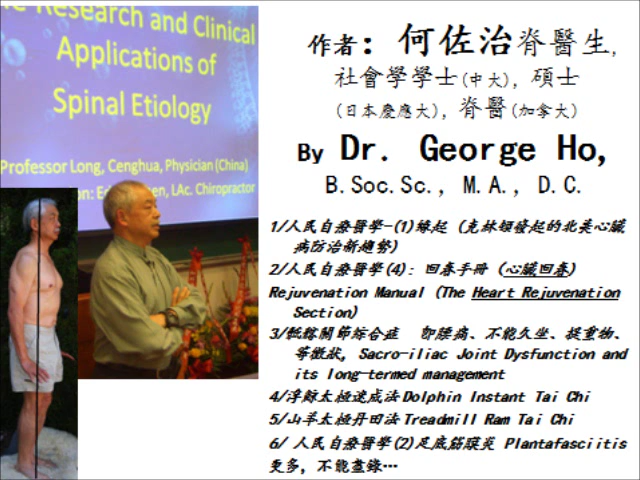 he Research and Clinical
Applications of
Spinal Etiology
Professor Long, Cenghua, Physician (China)
on: Ed
en, LAc. Chiropractor
作者：何佐治脊醫生,
社會學學士(中大), 碩士
(日本慶應大), 脊醫(加拿大)
By Dr. George Ho,
B.Soc.Sc., M.A., D.C.
1/人民自療醫學-(1)緣起 (克林頓發起的北美心臟
病防治新趨勢)
2/人民自療醫學(4): 回春手冊 (心臟回春)
Rejuvenation Manual (The Heart Rejuvenation
Section)
3/骶髂關節綜合症 即腰痛、不能久坐、提重物、
等徵狀, Sacro-iliac Joint Dysfunction and
its long-termed management
4/浮鯨太極速成法 Dolphin Instant Tai Chi
5/山羊太極丹田法 Treadmill Ram Tai Chi
6/ 人民自療醫學(2)足底筋膜炎 Plantafasciitis
更多, 不能盡錄…